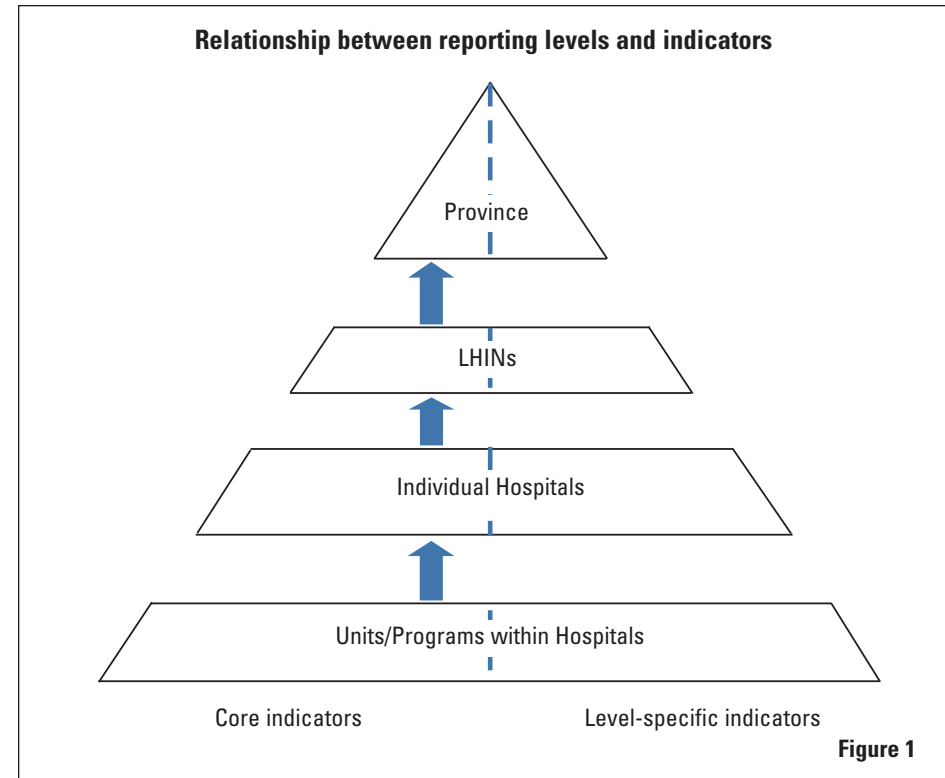 Relationship between reporting levels and indicators
Province
LHINs
Individual Hospitals
Units/Programs within Hospitals
Core indicators
Level-specific indicators
Figure 1